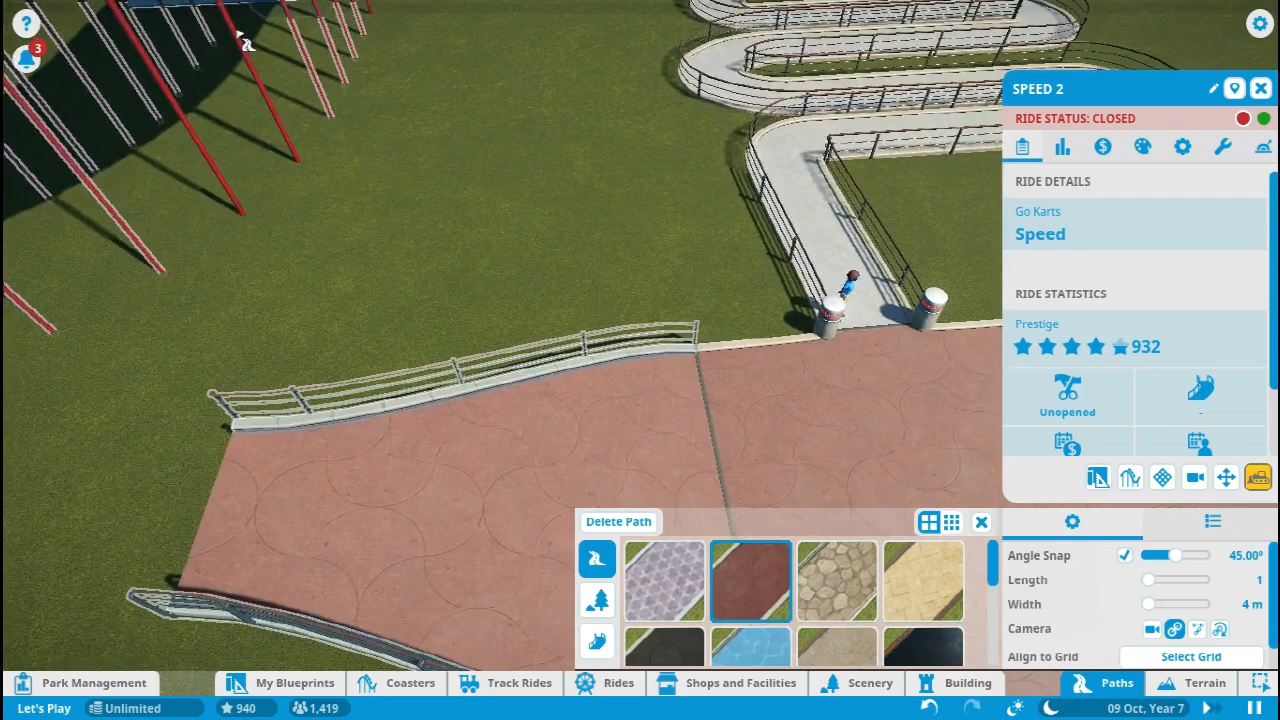 ?
3
SPEED 2
RIDE STATUS: CLOSED
RIDE DETAILS
Go Karts
Speed
RIDE STATISTICS
Prestige
932
Unopened
-
Delete Path
Angle Snap 45.00°
Length 1
Width 4 m
Camera
Align to Grid Select Grid
Park Management My Blueprints Coasters Track Rides Rides Shops and Facilities Scenery Building Paths Terrain
Let's Play Unlimited 940 1,419 09 Oct, Year 7